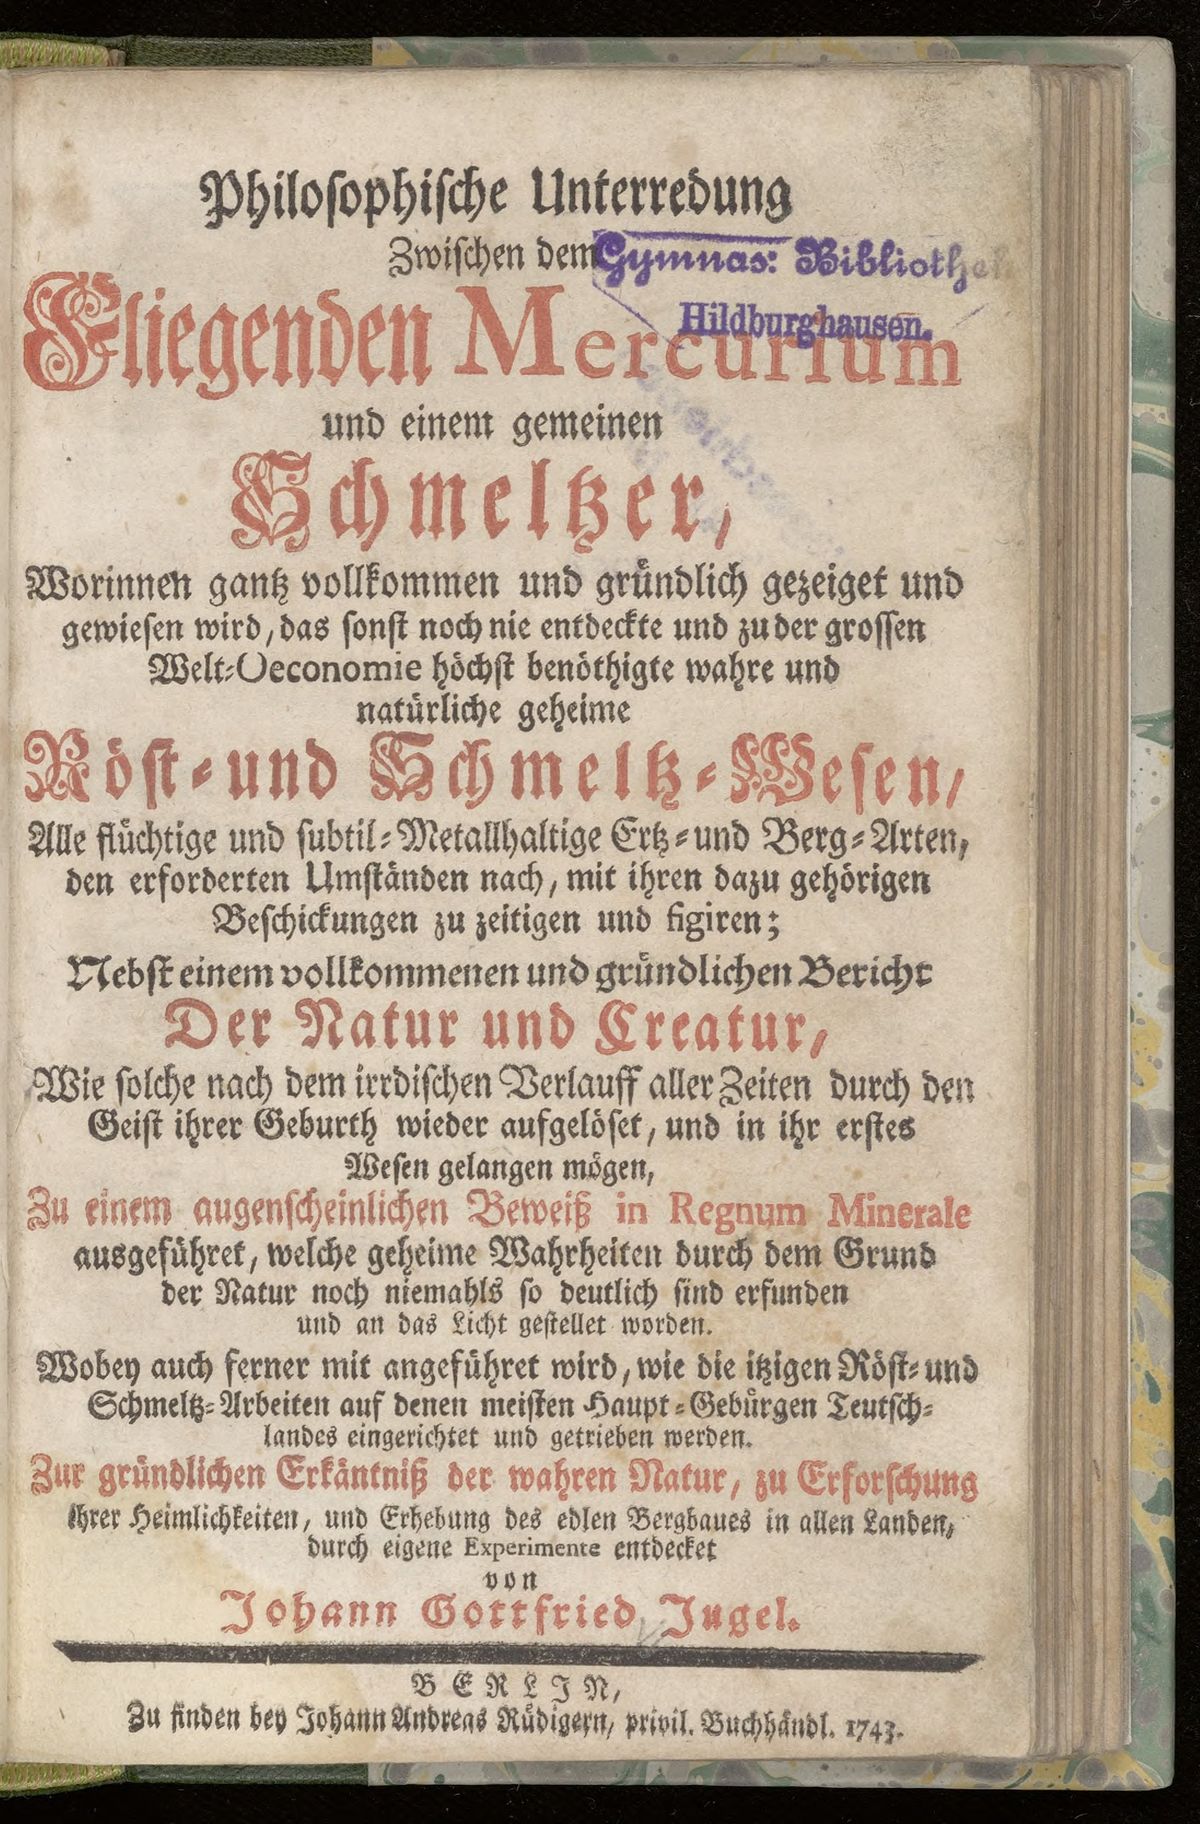 Philosophische Unterredung
Zwischen dem
Gymnas: Bibliothek
Hildburghausen.
Fliegenden Mercurium
und einem gemeinen
Schmeltzer,
Worinnen gantz vollkommen und gründlich gezeiget und
gewiesen wird, das sonst noch nie entdeckte und zu der grossen
Welt-Oeconomie höchst benöthigte wahre und
natürliche geheime
Röst- und Schmeltz-Wesen,
Alle flüchtige und subtil-Metallhaltige Ertz- und Berg-Arten,
den erforderten Umständen nach, mit ihren dazu gehörigen
Beschickungen zu zeitigen und figiren;
Nebst einem vollkommenen und gründlichen Bericht
Der Natur und Creatur,
Wie solche nach dem irrdischen Verlauff aller Zeiten durch den
Geist ihrer Geburth wieder aufgelöset, und in ihr erstes
Wesen gelangen mögen,
Zu einem augenscheinlichen Beweiß in Regnum Minerale
ausgeführet, welche geheime Wahrheiten durch dem Grund
der Natur noch niemahls so deutlich sind erfunden
und an das Licht gestellet worden.
Wobey auch ferner mit angeführet wird, wie die itzigen Röst- und
Schmeltz-Arbeiten auf denen meisten Haupt-Gebürgen Teutsch-
landes eingerichtet und getrieben werden.
Zur gründlichen Erkäntniß der wahren Natur, zu Erforschung
ihrer Heimlichkeiten, und Erhebung des edlen Bergbaues in allen Landen,
durch eigene Experimente entdecket
von
Johann Gottfried Jugel.
BERLIN,
Zu finden bey Johann Andreas Rüdigern, privil. Buchhändl. 1743.